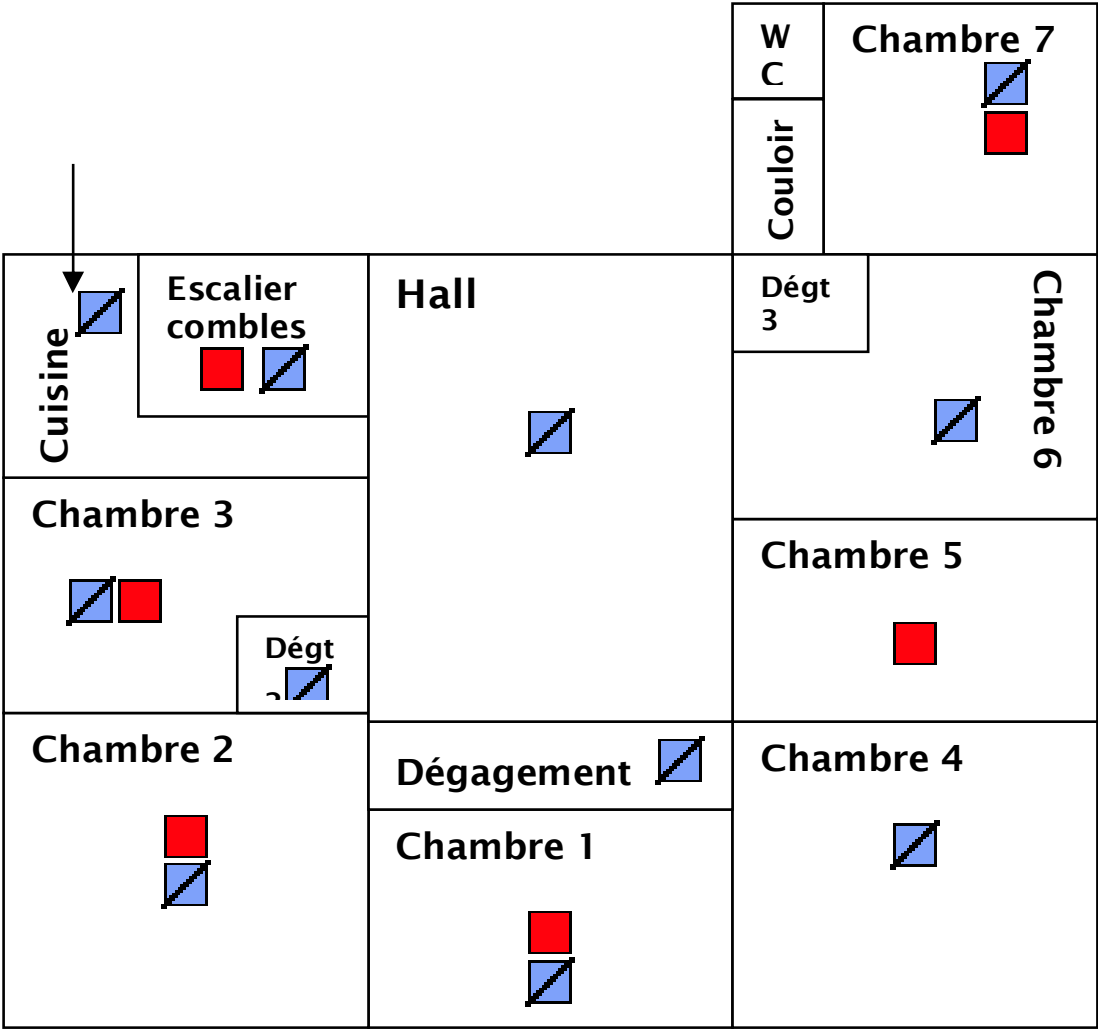 W
C
Chambre 7
Couloir
Cuisine
Escalier
combles
Hall
Dégt
3
Chambre 6
Chambre 3
Chambre 5
Dégt
Chambre 2
Dégagement
Chambre 4
Chambre 1